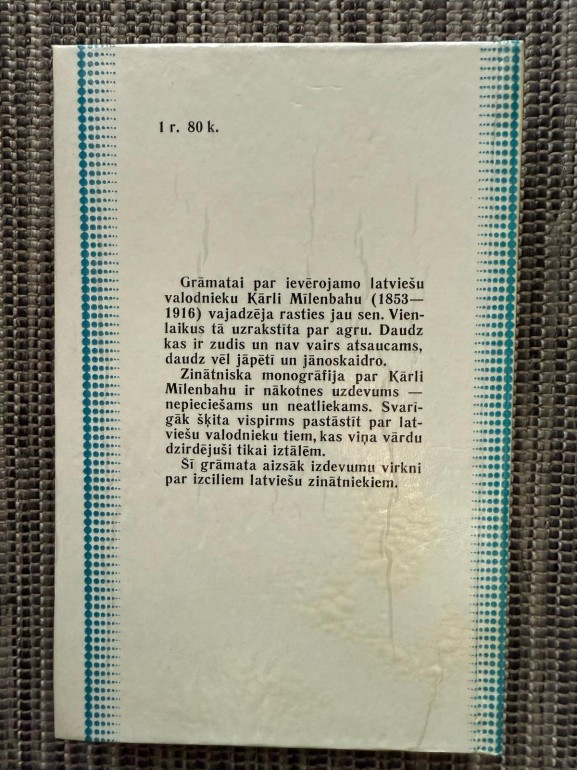 1 r. 80 k.
Grāmatai par ievērojamo latviešu
valodnieku Kārli Mīlenbahu (1853—
1916) vajadzēja rasties jau sen. Vien-
laikus tā uzrakstīta par agru. Daudz
kas ir zudis un nav vairs atsaucams,
daudz vēl jāpētī un jānoskaidro.
Zinātniska monogrāfija par Kārli
Mīlenbahu ir nākotnes uzdevums —
nepieciešams un neatliekams. Svarī-
gāk šķita vispirms pastāstīt par lat-
viešu valodnieku tiem, kas viņa vārdu
dzirdējuši tikai iztālēm.
Šī grāmata aizsāk izdevumu virkni
par izciliem latviešu zinātniekiem.